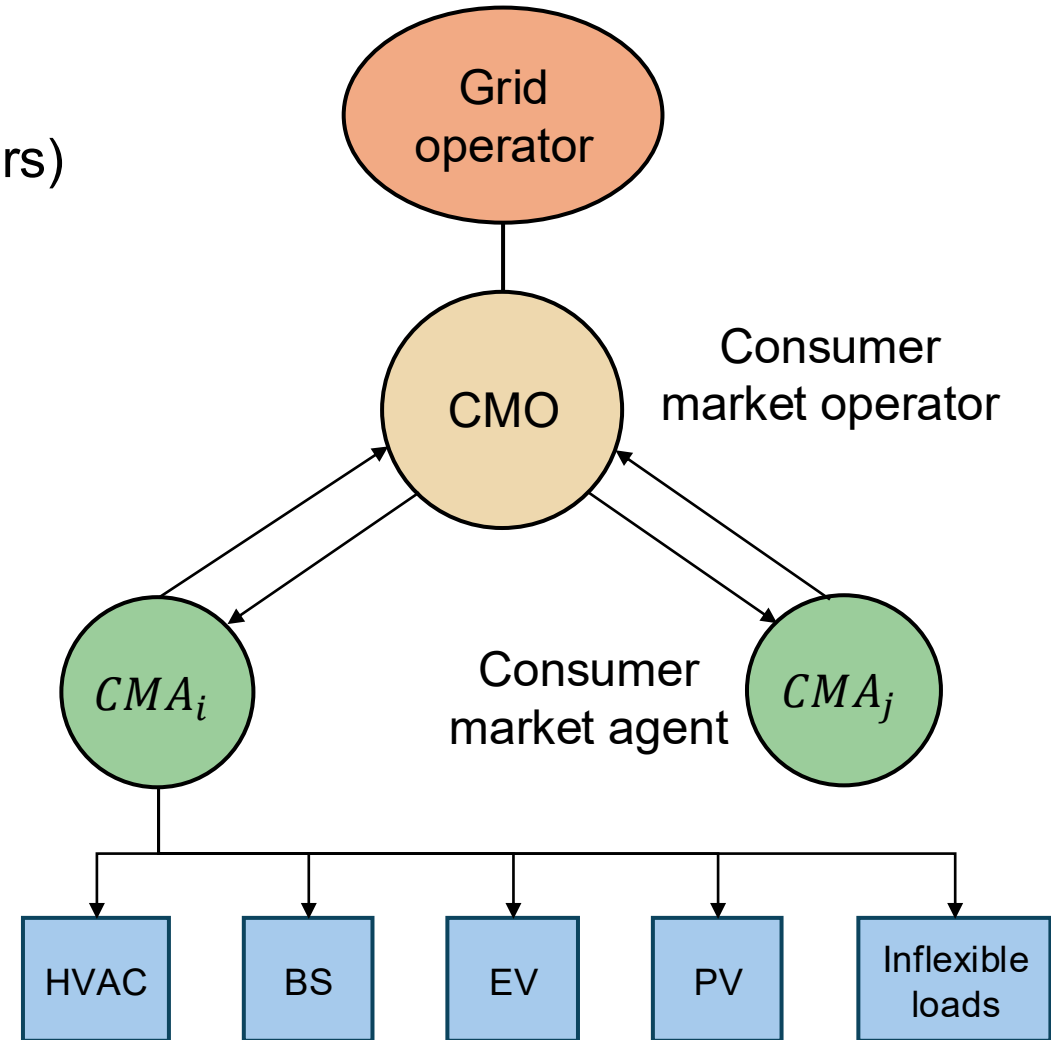 Grid
operator
rs)
Consumer
market operator
CMO
CMA_i
Consumer
market agent
CMA_j
HVAC
BS
EV
PV
Inflexible
loads